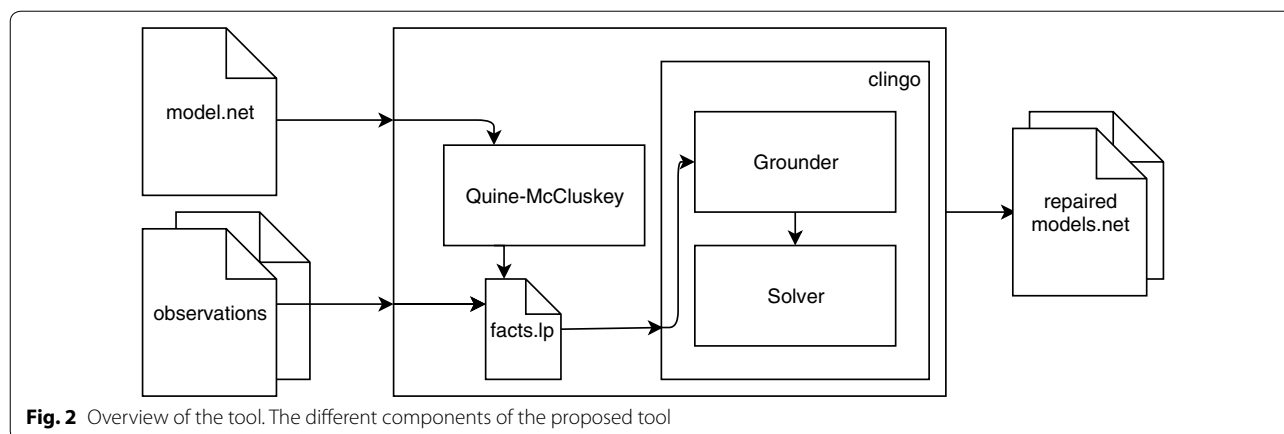 model.net
clingo
Grounder
Quine-McCluskey
repaired
models.net
observations
facts.lp
Solver
Fig. 2 Overview of the tool. The different components of the proposed tool